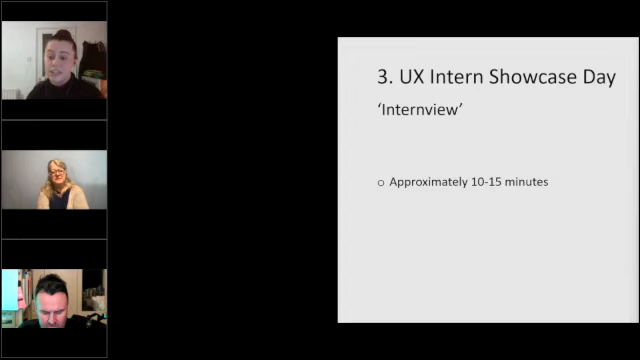 3. UX Intern Showcase Day
‘Internview’
o Approximately 10-15 minutes